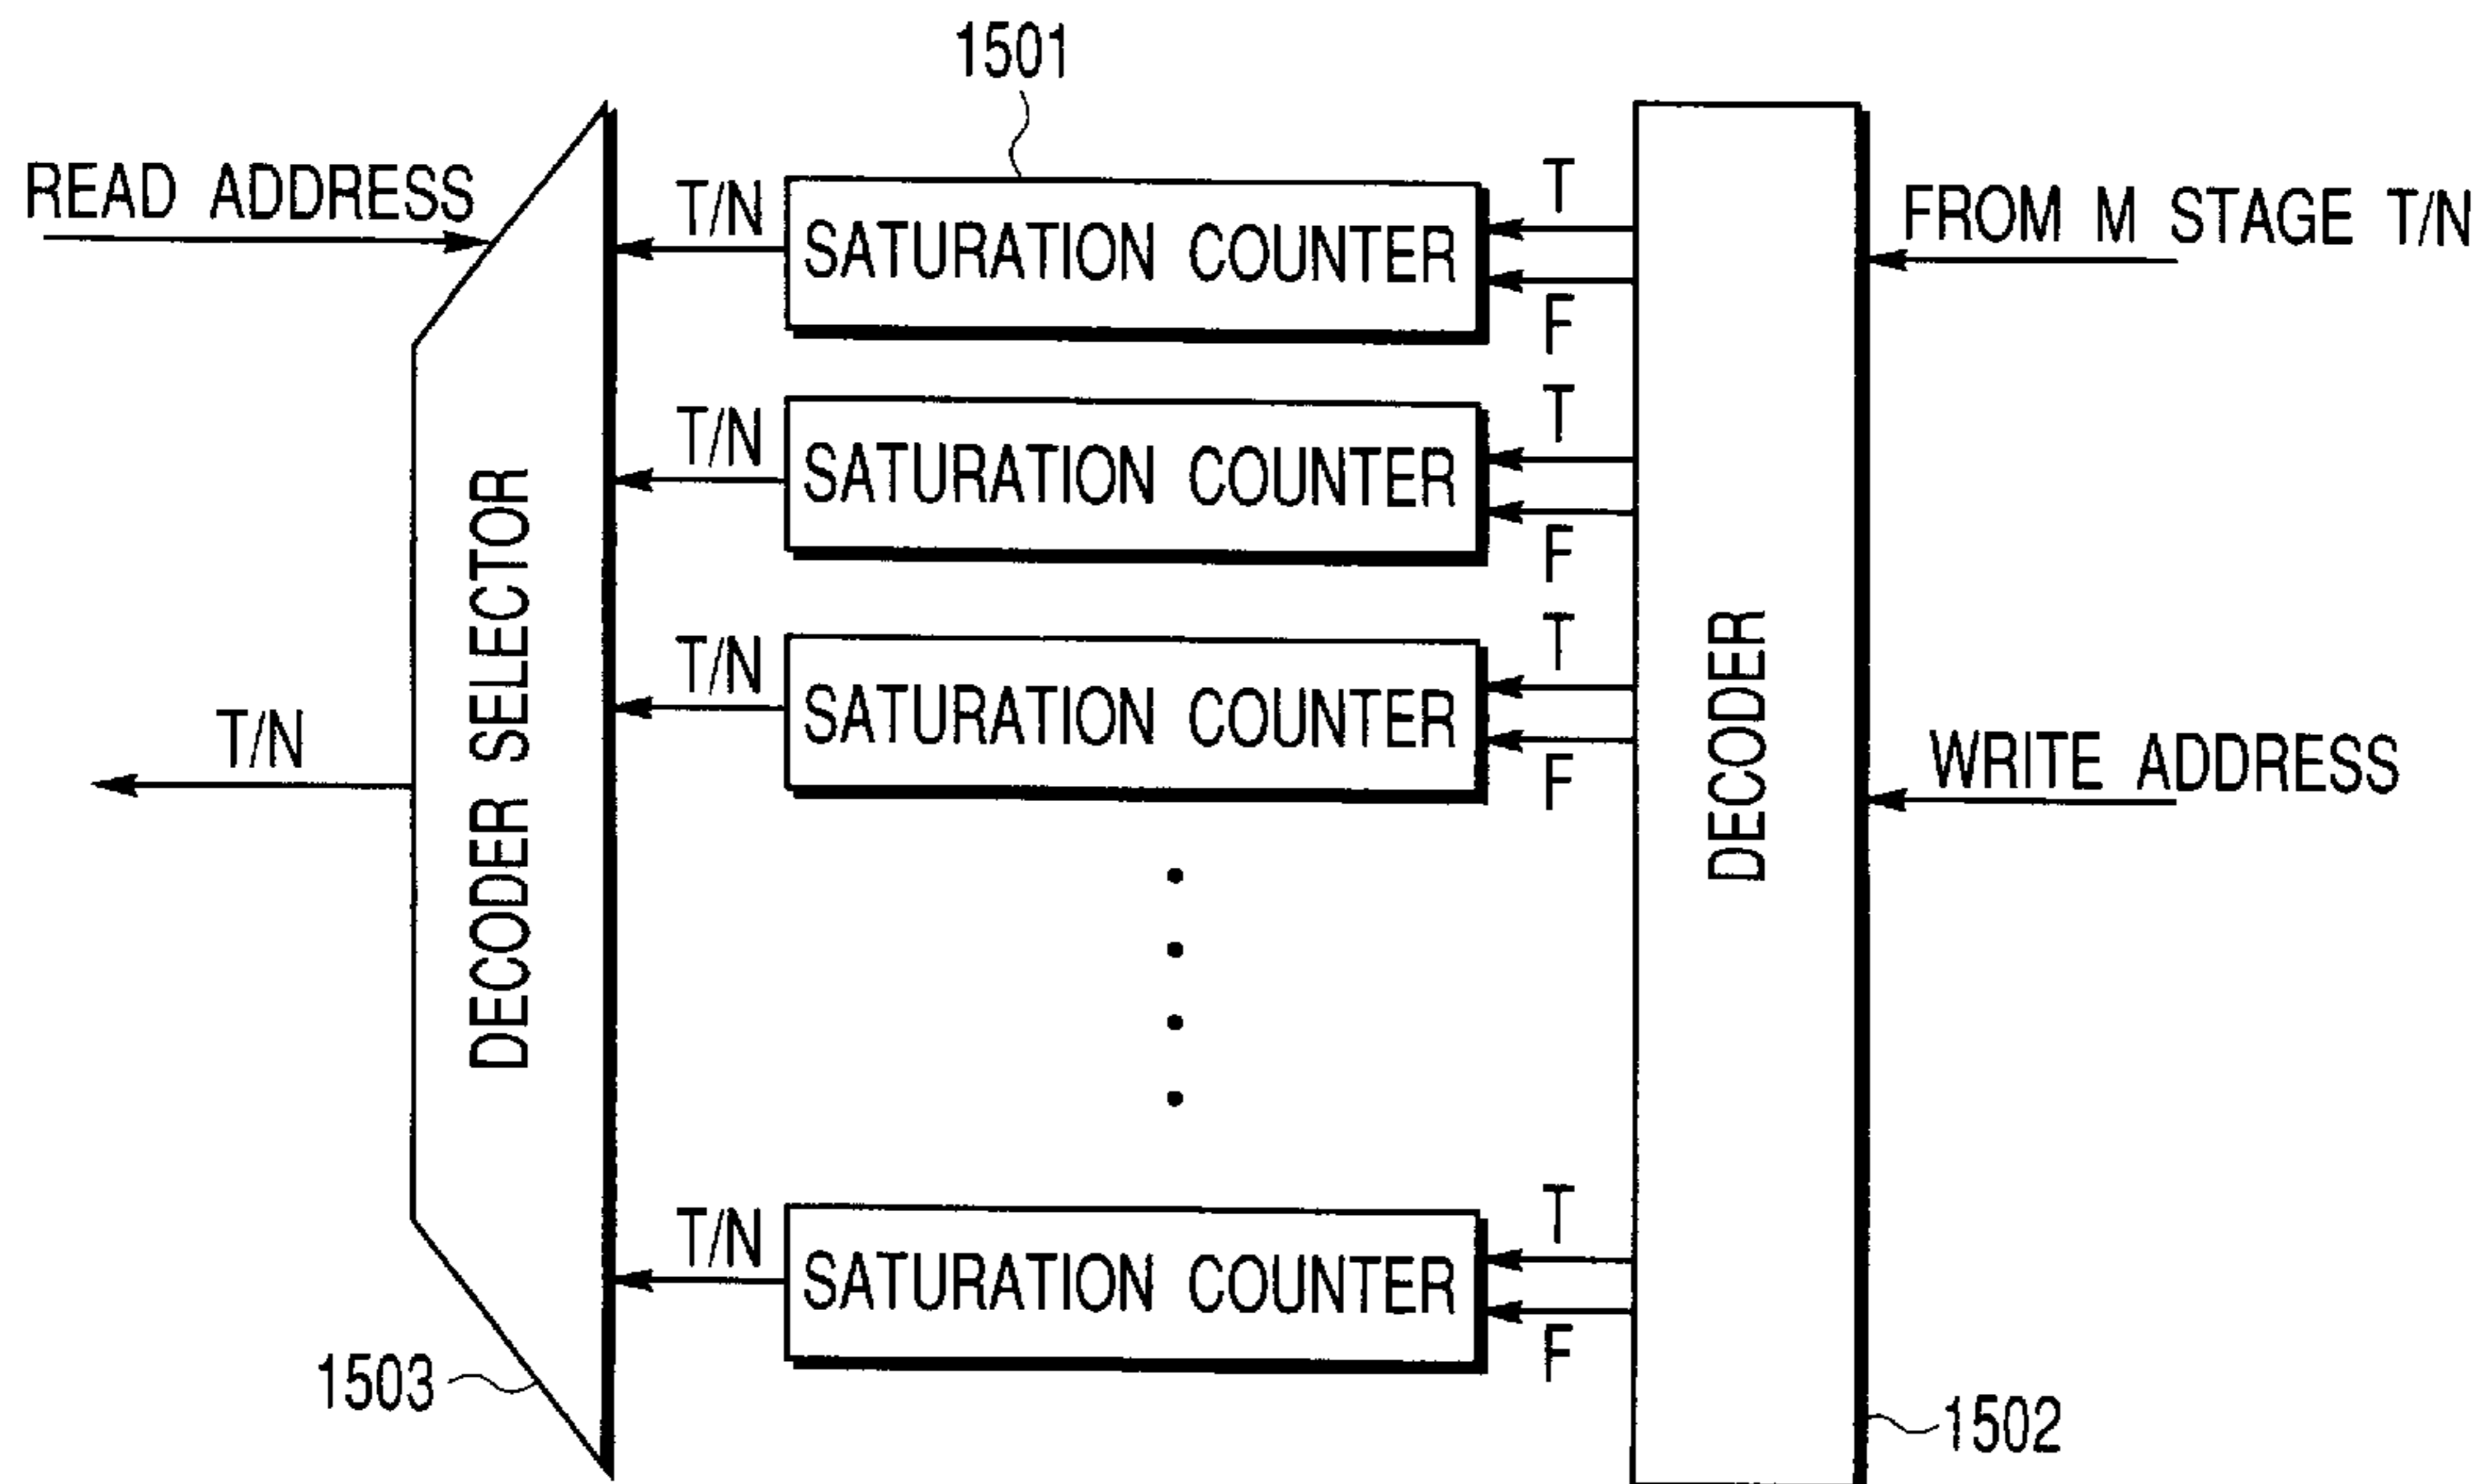 1501
READ ADDRESS
T/N
SATURATION COUNTER
T
F
FROM M STAGE T/N
T/N
SATURATION COUNTER
T
F
T/N
SATURATION COUNTER
T
F
DECODER SELECTOR
DECODER
T/N
WRITE ADDRESS
T/N
SATURATION COUNTER
T
F
1503
1502